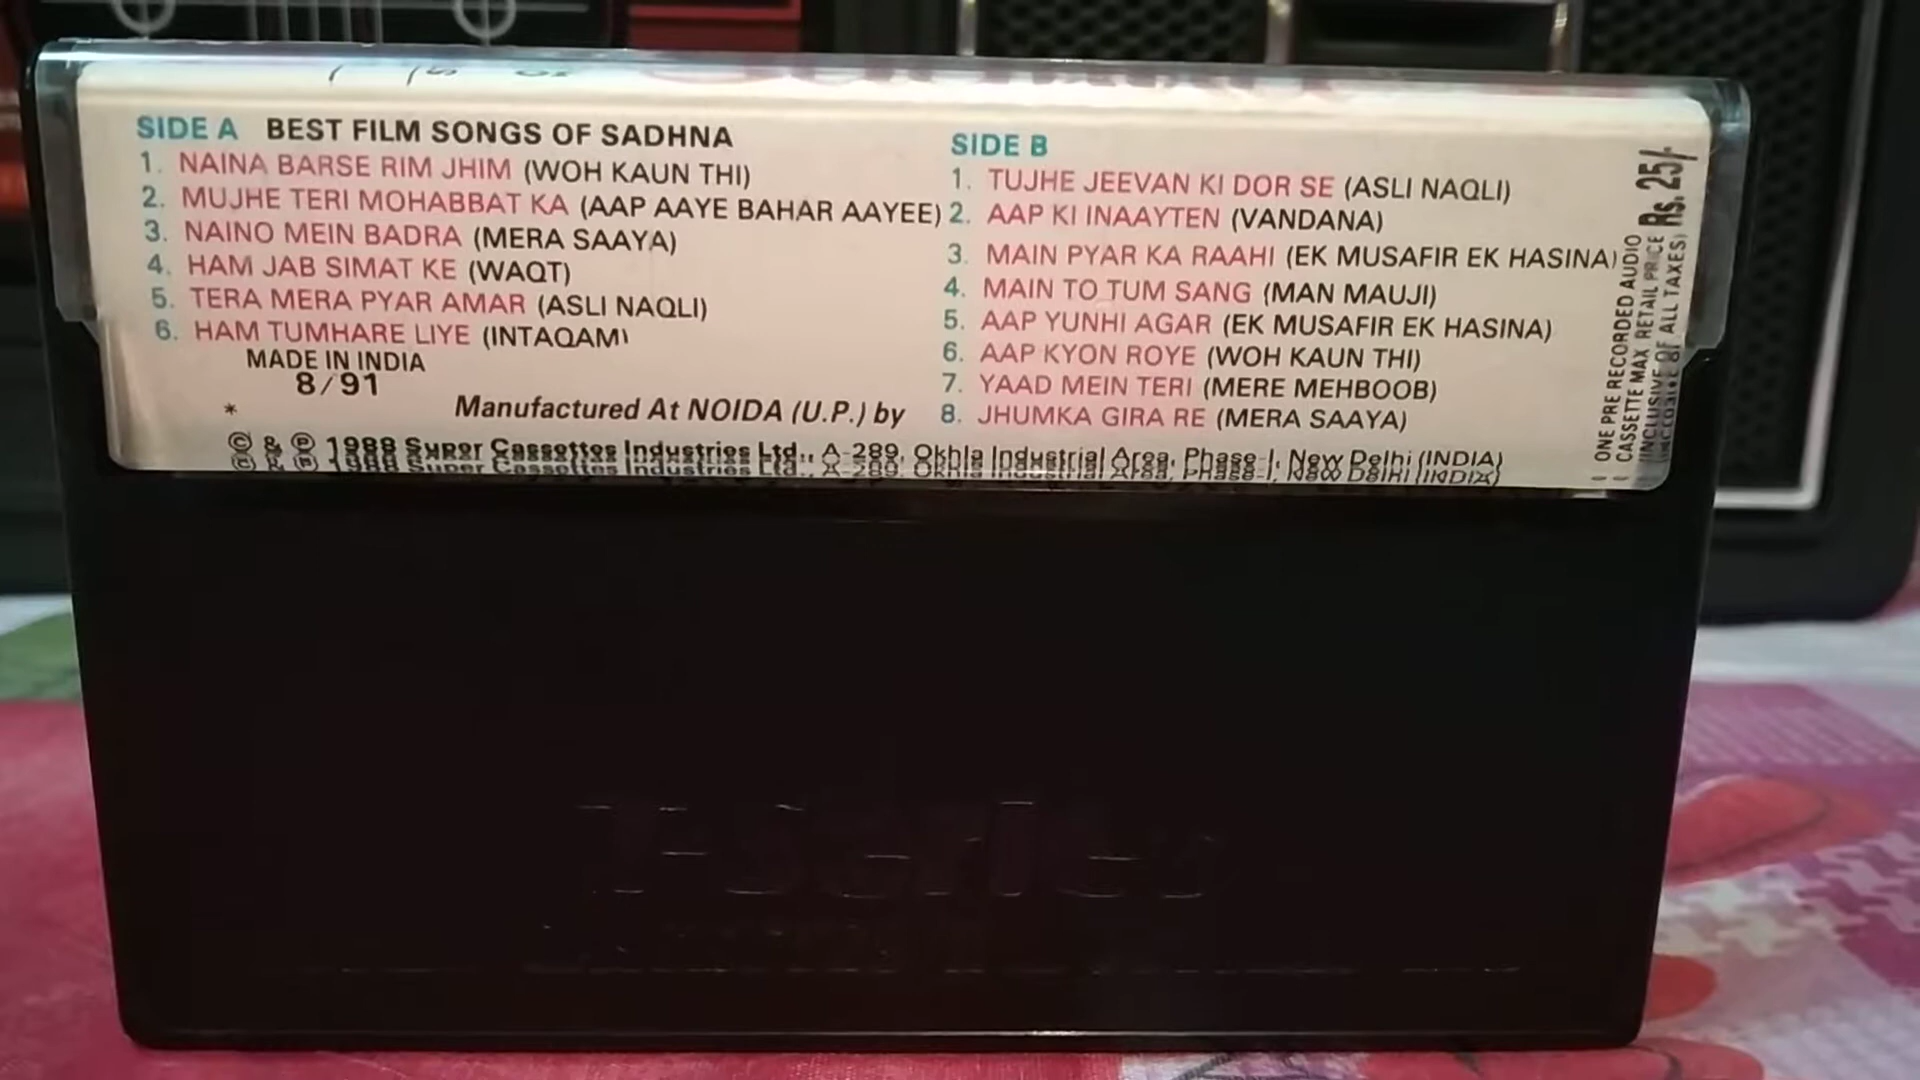 SIDE A BEST FILM SONGS OF SADHNA
1. NAINA BARSE RIM JHIM (WOH KAUN THI)
2. MUJHE TERI MOHABBAT KA (AAP AAYE BAHAR AAYEE)
3. NAINO MEIN BADRA (MERA SAAYA)
4. HAM JAB SIMAT KE (WAQT)
5. TERA MERA PYAR AMAR (ASLI NAQLI)
6. HAM TUMHARE LIYE (INTAQAM)
MADE IN INDIA
8/91
*
Manufactured At NOIDA (U.P.) by
SIDE B
1. TUJHE JEEVAN KI DOR SE (ASLI NAQLI)
2. AAP KI INAAYTEN (VANDANA)
3. MAIN PYAR KA RAAHI (EK MUSAFIR EK HASINA)
4. MAIN TO TUM SANG (MAN MAUJI)
5. AAP YUNHI AGAR (EK MUSAFIR EK HASINA)
6. AAP KYON ROYE (WOH KAUN THI)
7. YAAD MEIN TERI (MERE MEHBOOB)
8. JHUMKA GIRA RE (MERA SAAYA)
© & ℗ 1988 Super Cassettes Industries Ltd., A-289, Okhla Industrial Area, Phase-I, New Delhi (INDIA)
ONE PRE RECORDED AUDIO
CASSETTE MAX RETAIL PRICE Rs. 25/-
(INCLUSIVE OF ALL TAXES)
T-Series